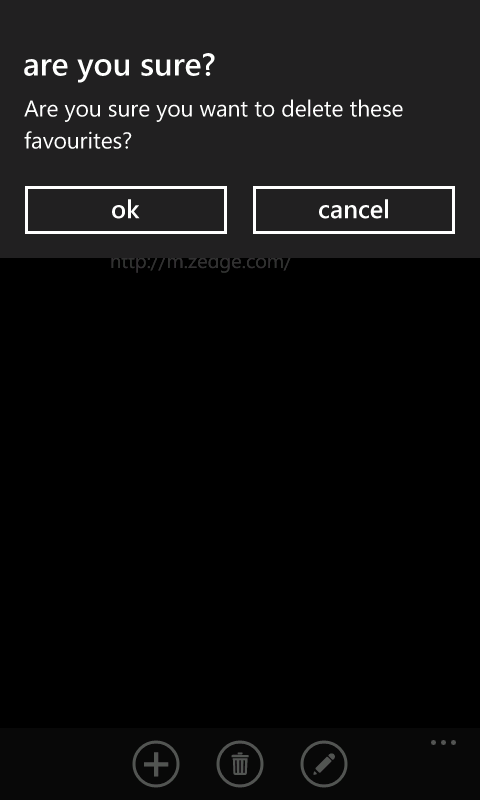 are you sure?
Are you sure you want to delete these
favourites?
ok
cancel
http://m.zedge.com/